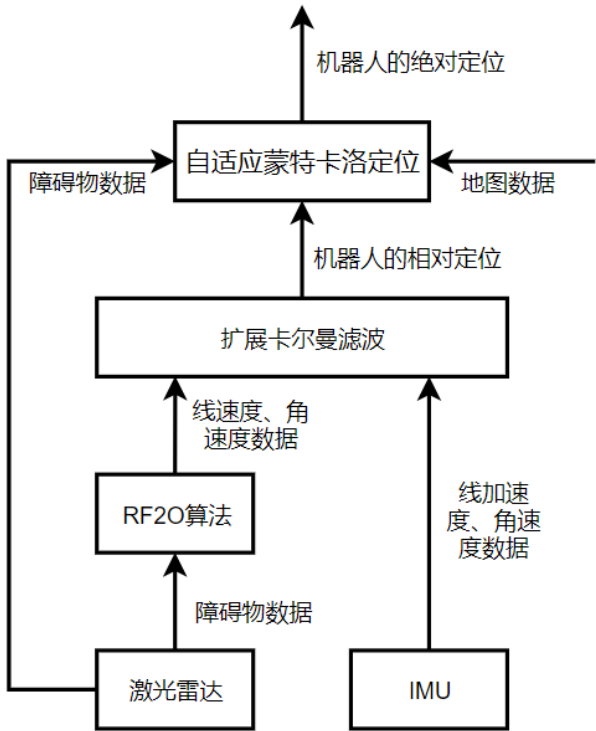 机器人的绝对定位
自适应蒙特卡洛定位
障碍物数据
地图数据
机器人的相对定位
扩展卡尔曼滤波
线速度、角
速度数据
线加速
度、角速
度数据
RF2O算法
障碍物数据
激光雷达
IMU